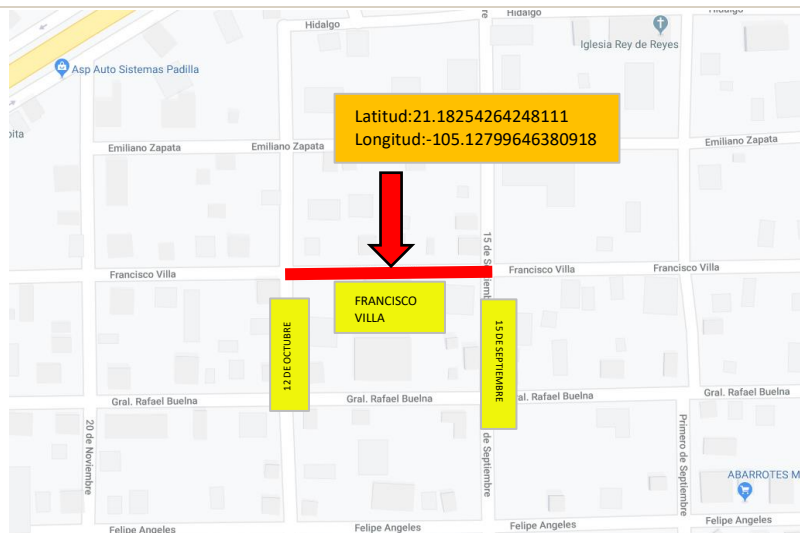 Hidalgo
Hidalgo
Iglesia Rey de Reyes
Asp Auto Sistemas Padilla
Latitud:21.18254264248111
Longitud:-105.12799646380918
Emiliano Zapata
Emiliano Zapata
Emiliano Zapata
15 de
Francisco Villa
Francisco Villa
Francisco Villa
FRANCISCO
VILLA
12 DE OCTUBRE
15 DE SEPTIEMBRE
Gral. Rafael Buelna
Gral. Rafael Buelna
Rafael Buelna
Gral. Rafael Buelna
20 de Noviembre
de Septiembre
Primero de Septiembre
ABARROTES M
Felipe Angeles
Felipe Angeles
Felipe Angeles
Felipe Angeles